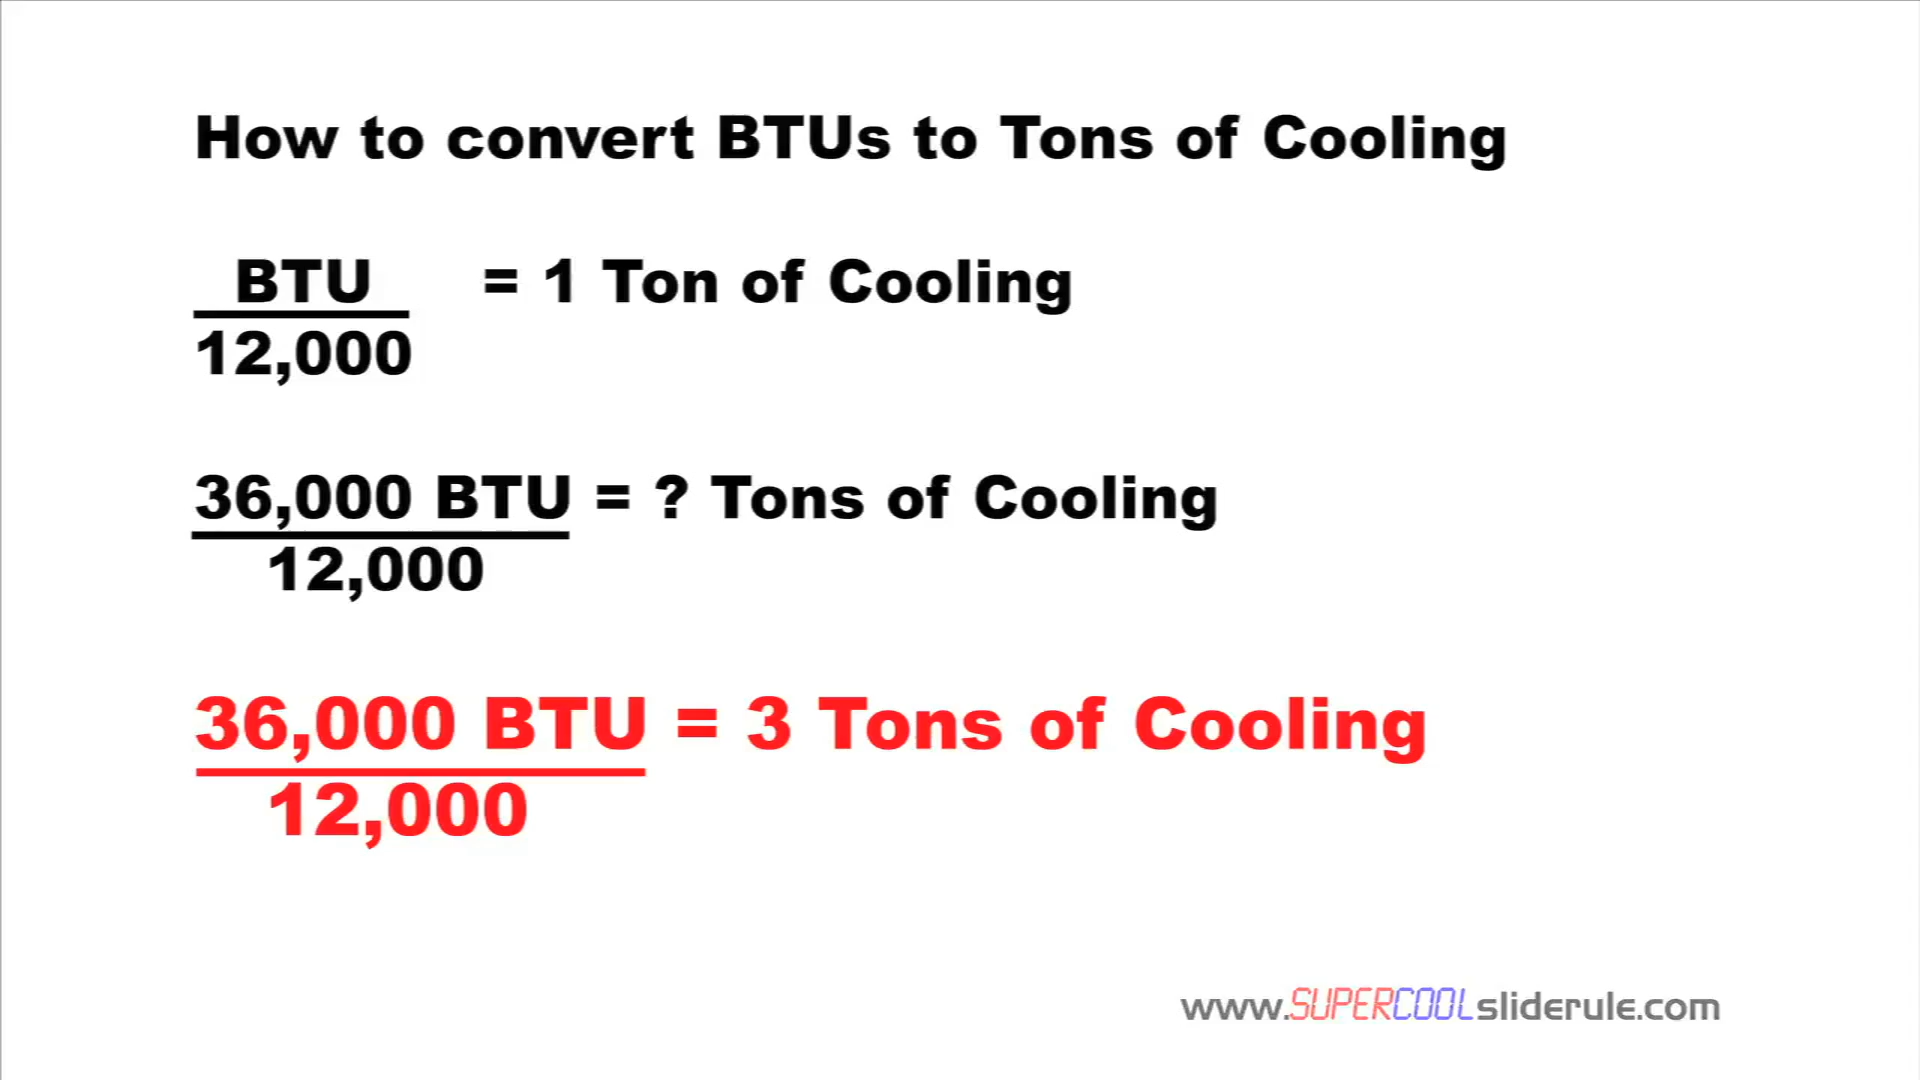 How to convert BTUs to Tons of Cooling
BTU = 1 Ton of Cooling
12,000
36,000 BTU = ? Tons of Cooling
12,000
36,000 BTU = 3 Tons of Cooling
12,000
www.SUPERCOOLsliderule.com